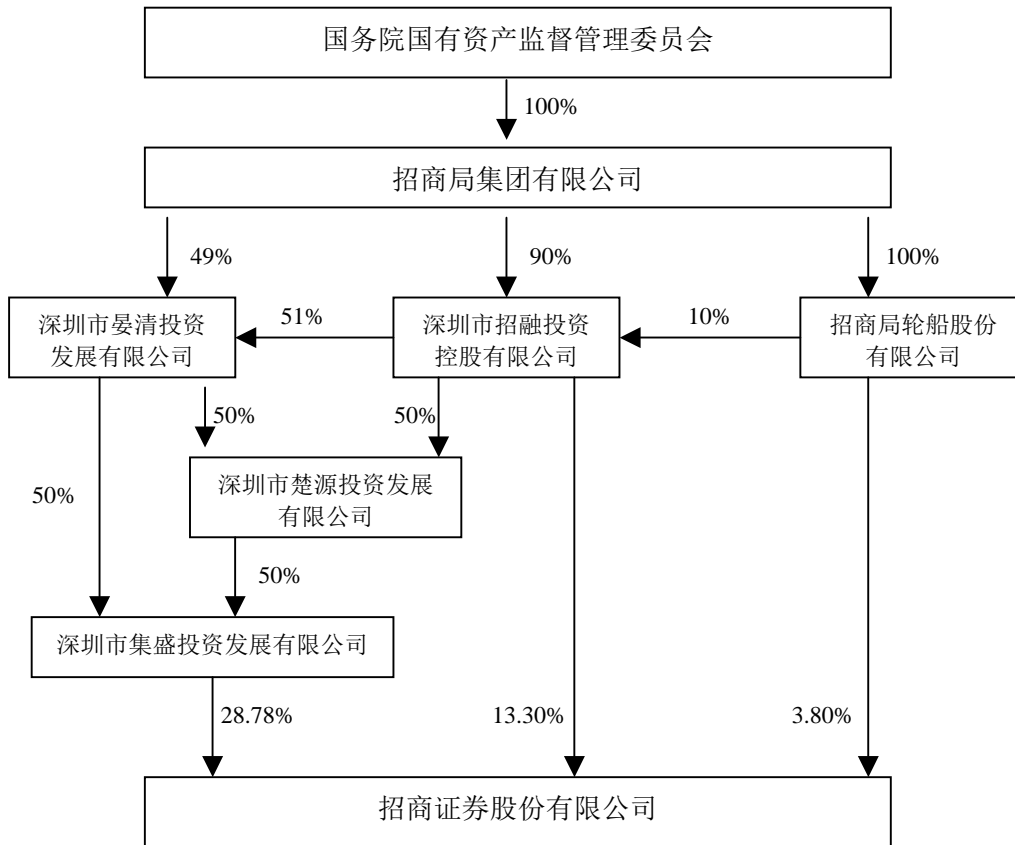 国务院国有资产监督管理委员会
100%
招商局集团有限公司
49%
90%
100%
深圳市晏清投资
发展有限公司
51%
深圳市招融投资
控股有限公司
10%
招商局轮船股份
有限公司
50%
50%
深圳市楚源投资发展
有限公司
50%
50%
深圳市集盛投资发展有限公司
28.78%
13.30%
3.80%
招商证券股份有限公司